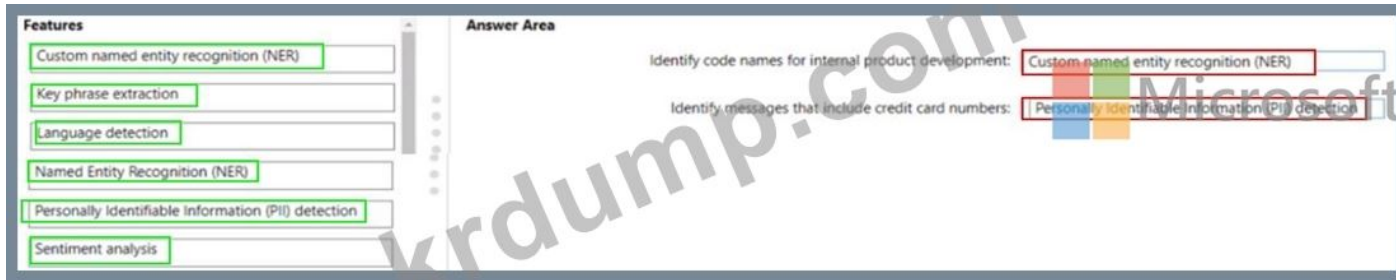 Features
Custom named entity recognition (NER)
Key phrase extraction
Language detection
Named Entity Recognition (NER)
Personally Identifiable Information (PII) detection
Sentiment analysis
Answer Area
Identify code names for internal product development: Custom named entity recognition (NER)
Identify messages that include credit card numbers: Personally Identifiable Information (PII) detection
Microsoft
krdump.com